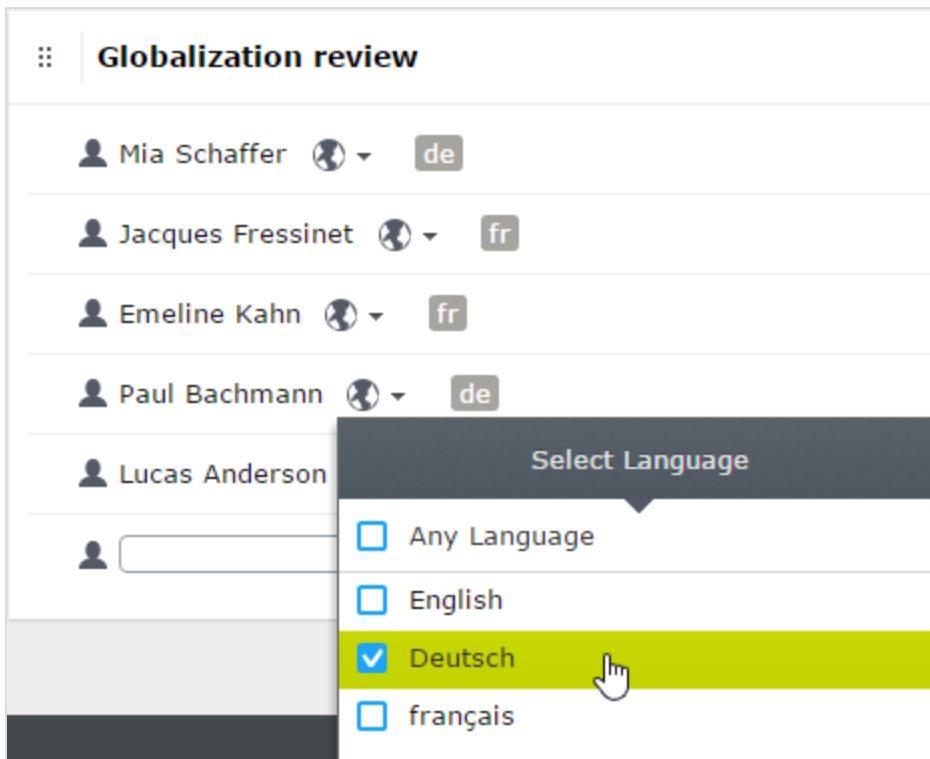 Globalization review
Mia Schaffer de
Jacques Fressinet fr
Emeline Kahn fr
Paul Bachmann de
Lucas Anderson
Select Language
Any Language
English
Deutsch
français